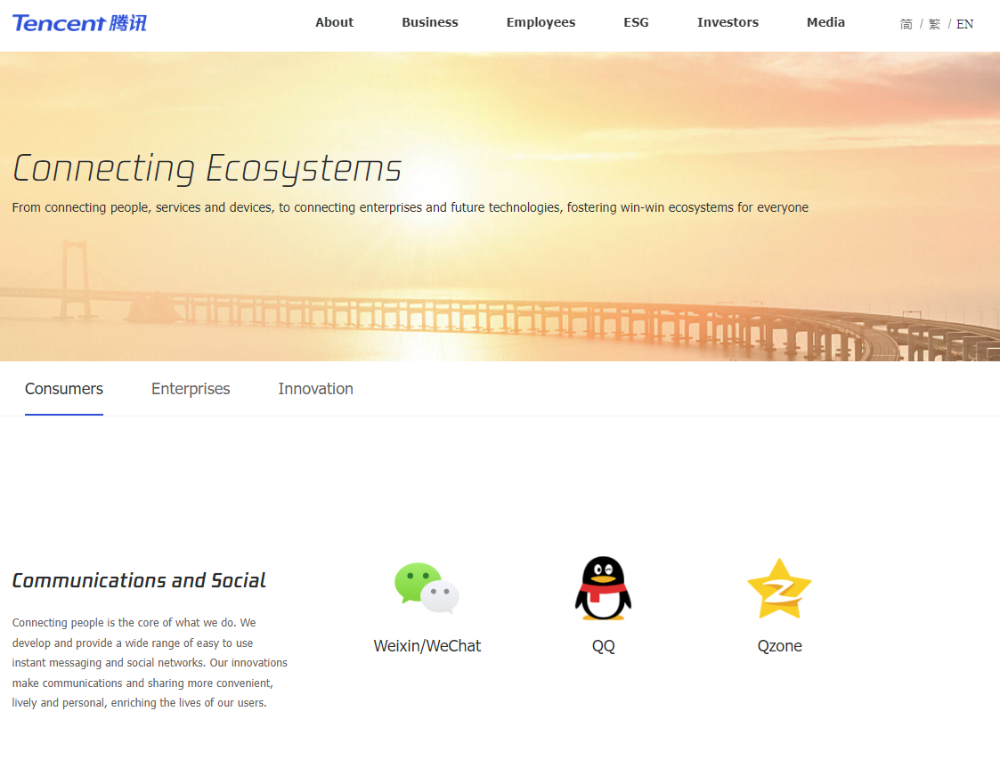 Tencent 腾讯
About Business Employees ESG Investors Media 简 / 繁 / EN
Connecting Ecosystems
From connecting people, services and devices, to connecting enterprises and future technologies, fostering win-win ecosystems for everyone
Consumers Enterprises Innovation
Communications and Social
Connecting people is the core of what we do. We
develop and provide a wide range of easy to use
instant messaging and social networks. Our innovations
make communications and sharing more convenient,
lively and personal, enriching the lives of our users.
Weixin/WeChat QQ Qzone